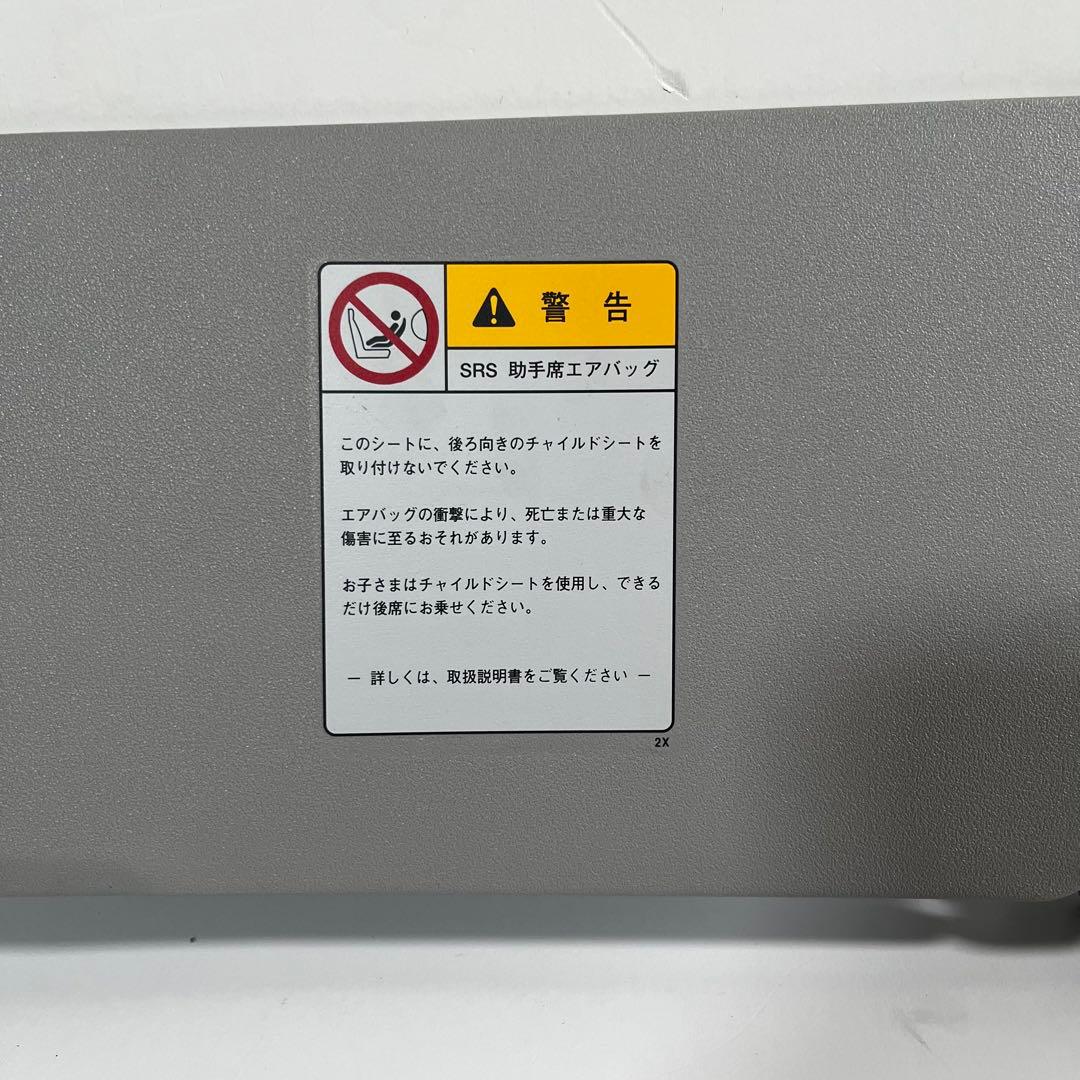 警告
SRS 助手席エアバッグ
このシートに、後ろ向きのチャイルドシートを
取り付けないでください。
エアバッグの衝撃により、死亡または重大な
傷害に至るおそれがあります。
お子さまはチャイルドシートを使用し、できる
だけ後席にお乗せください。
― 詳しくは、取扱説明書をご覧ください ―
2X